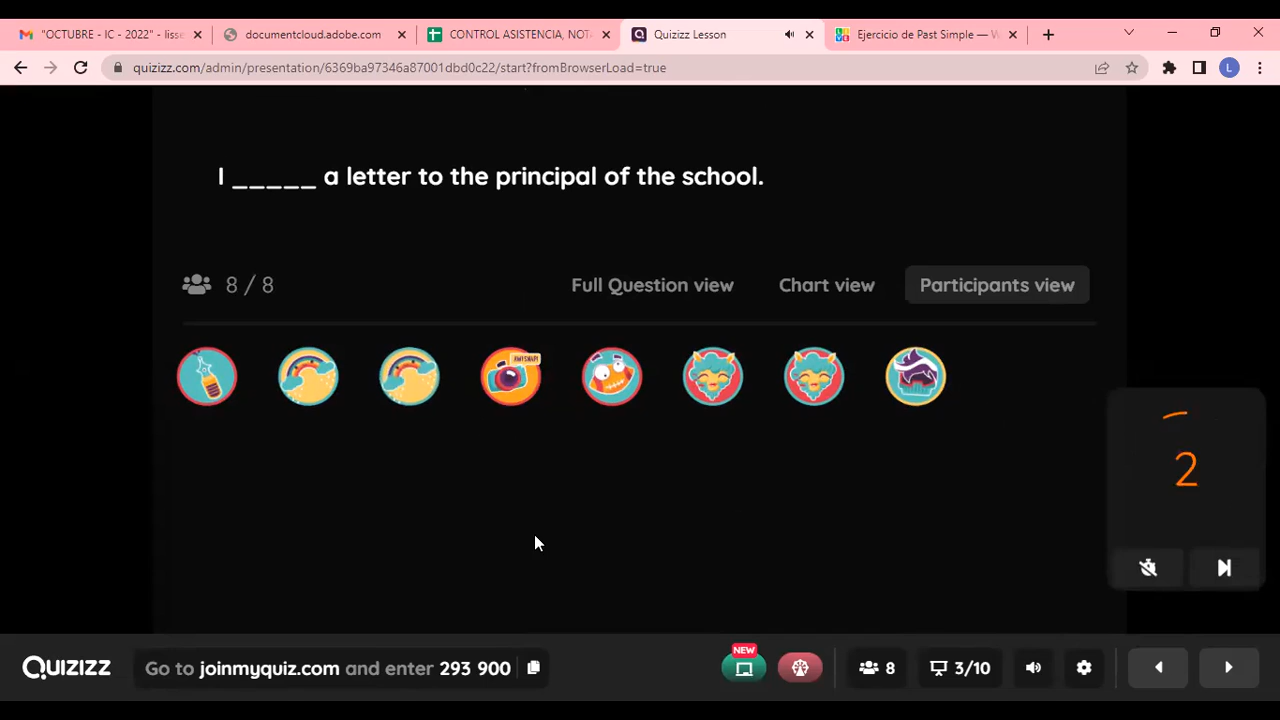 "OCTUBRE - IC - 2022" - lisse
documentcloud.adobe.com
CONTROL ASISTENCIA, NOT
Quizizz Lesson
Ejercicio de Past Simple — W
quizizz.com/admin/presentation/6369ba97346a87001dbd0c22/start?fromBrowserLoad=true
L
I _____ a letter to the principal of the school.
8 / 8
Full Question view
Chart view
Participants view
2
QUIZIZZ
Go to joinmyquiz.com and enter 293 900
NEW
8
3/10